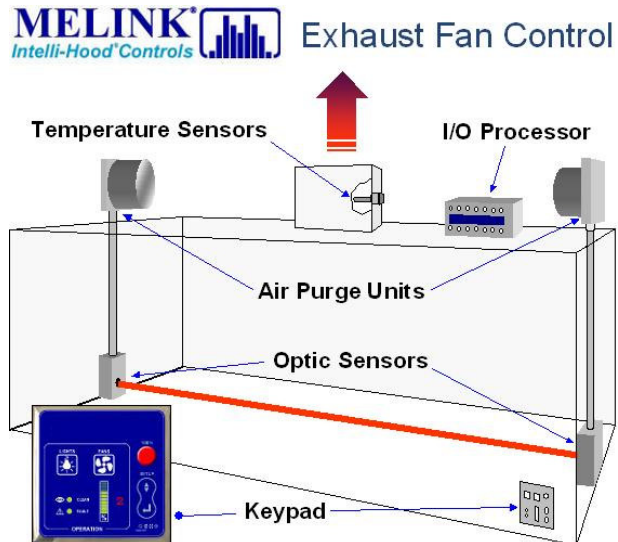 MELINK®
Intelli-Hood® Controls
Exhaust Fan Control
Temperature Sensors
I/O Processor
Air Purge Units
Optic Sensors
LIGHTS
FANS
2
%
OPERATION
Keypad